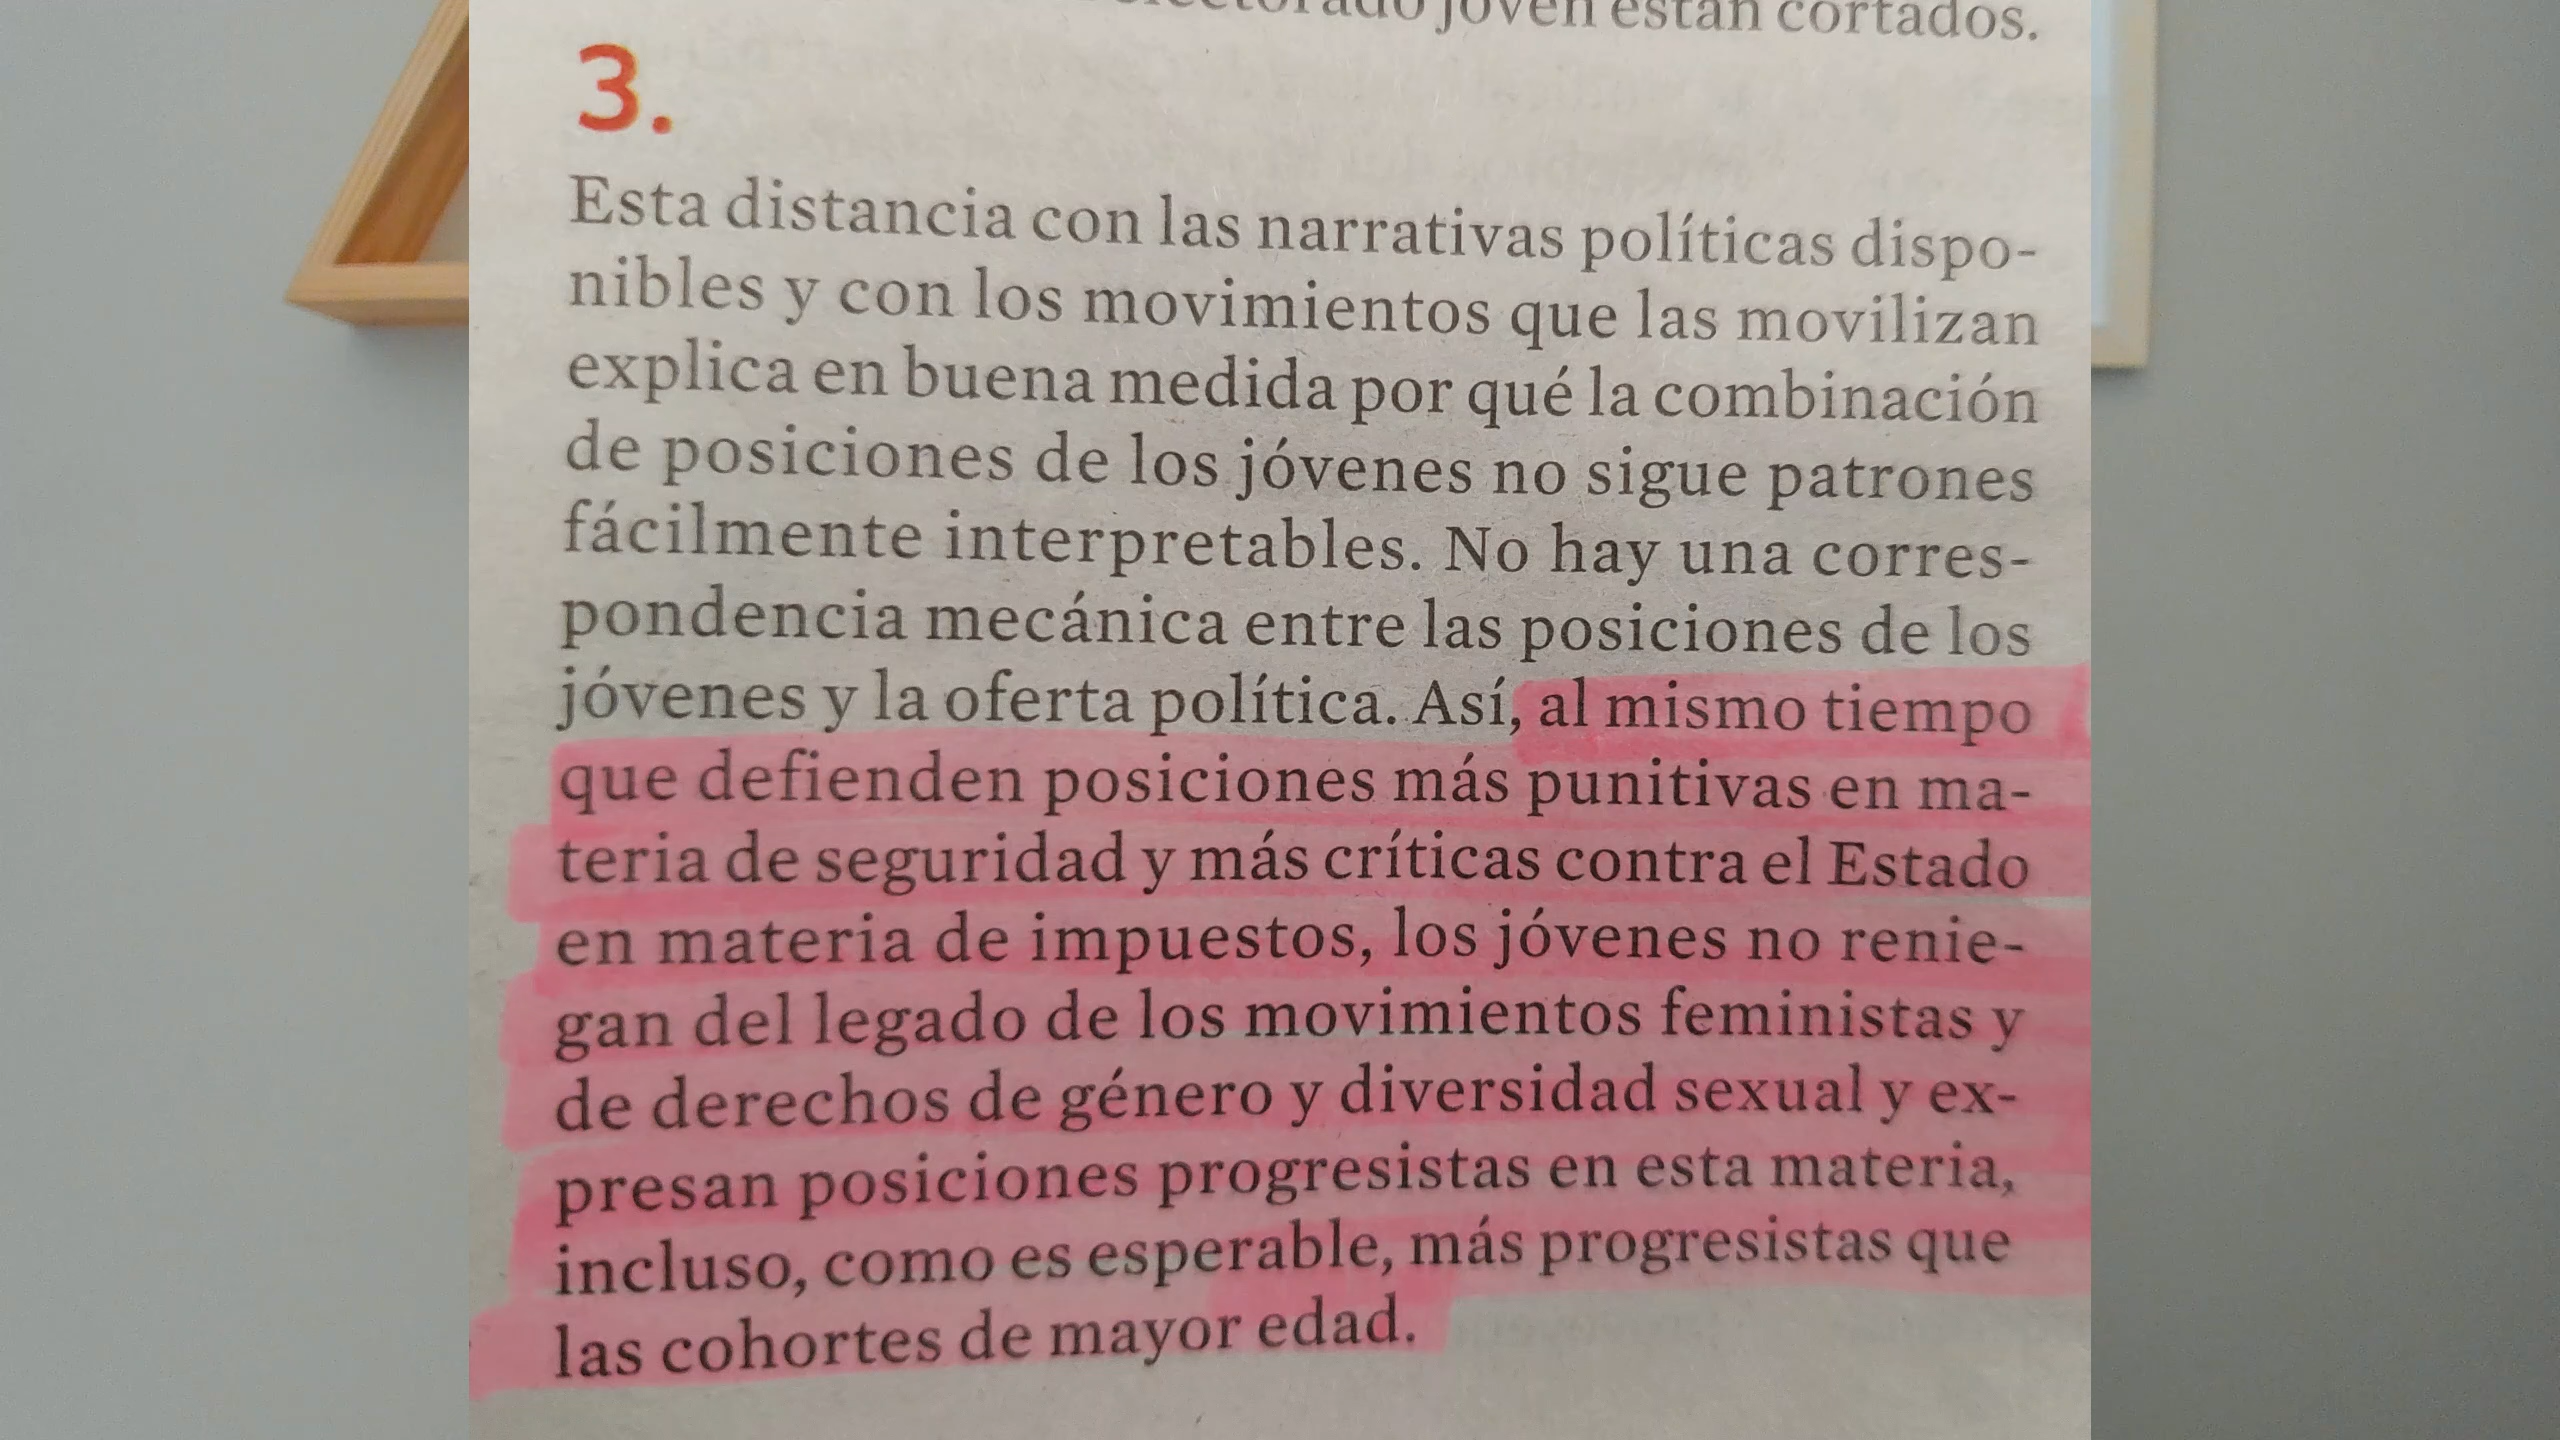 joven están cortados.
3.
Esta distancia con las narrativas políticas dispo-
nibles y con los movimientos que las movilizan
explica en buena medida por qué la combinación
de posiciones de los jóvenes no sigue patrones
fácilmente interpretables. No hay una corres-
pondencia mecánica entre las posiciones de los
jóvenes y la oferta política. Así, al mismo tiempo
que defienden posiciones más punitivas en ma-
teria de seguridad y más críticas contra el Estado
en materia de impuestos, los jóvenes no renie-
gan del legado de los movimientos feministas y
de derechos de género y diversidad sexual y ex-
presan posiciones progresistas en esta materia,
incluso, como es esperable, más progresistas que
las cohortes de mayor edad.